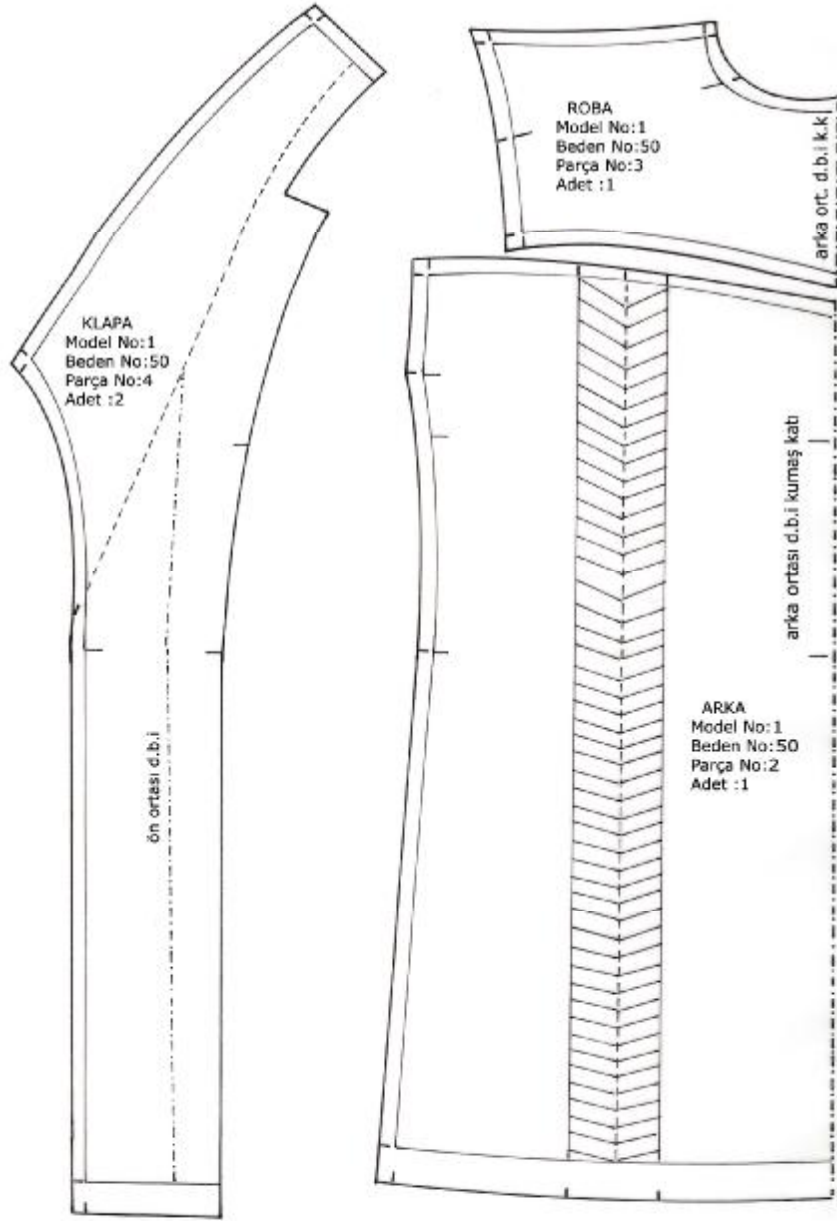 KLAPA
Model No:1
Beden No:50
Parça No:4
Adet :2
ön ortası d.b.i
ROBA
Model No:1
Beden No:50
Parça No:3
Adet :1
arka ort. d.b.i k.k
arka ortası d.b.i kumaş katı
ARKA
Model No:1
Beden No:50
Parça No:2
Adet :1